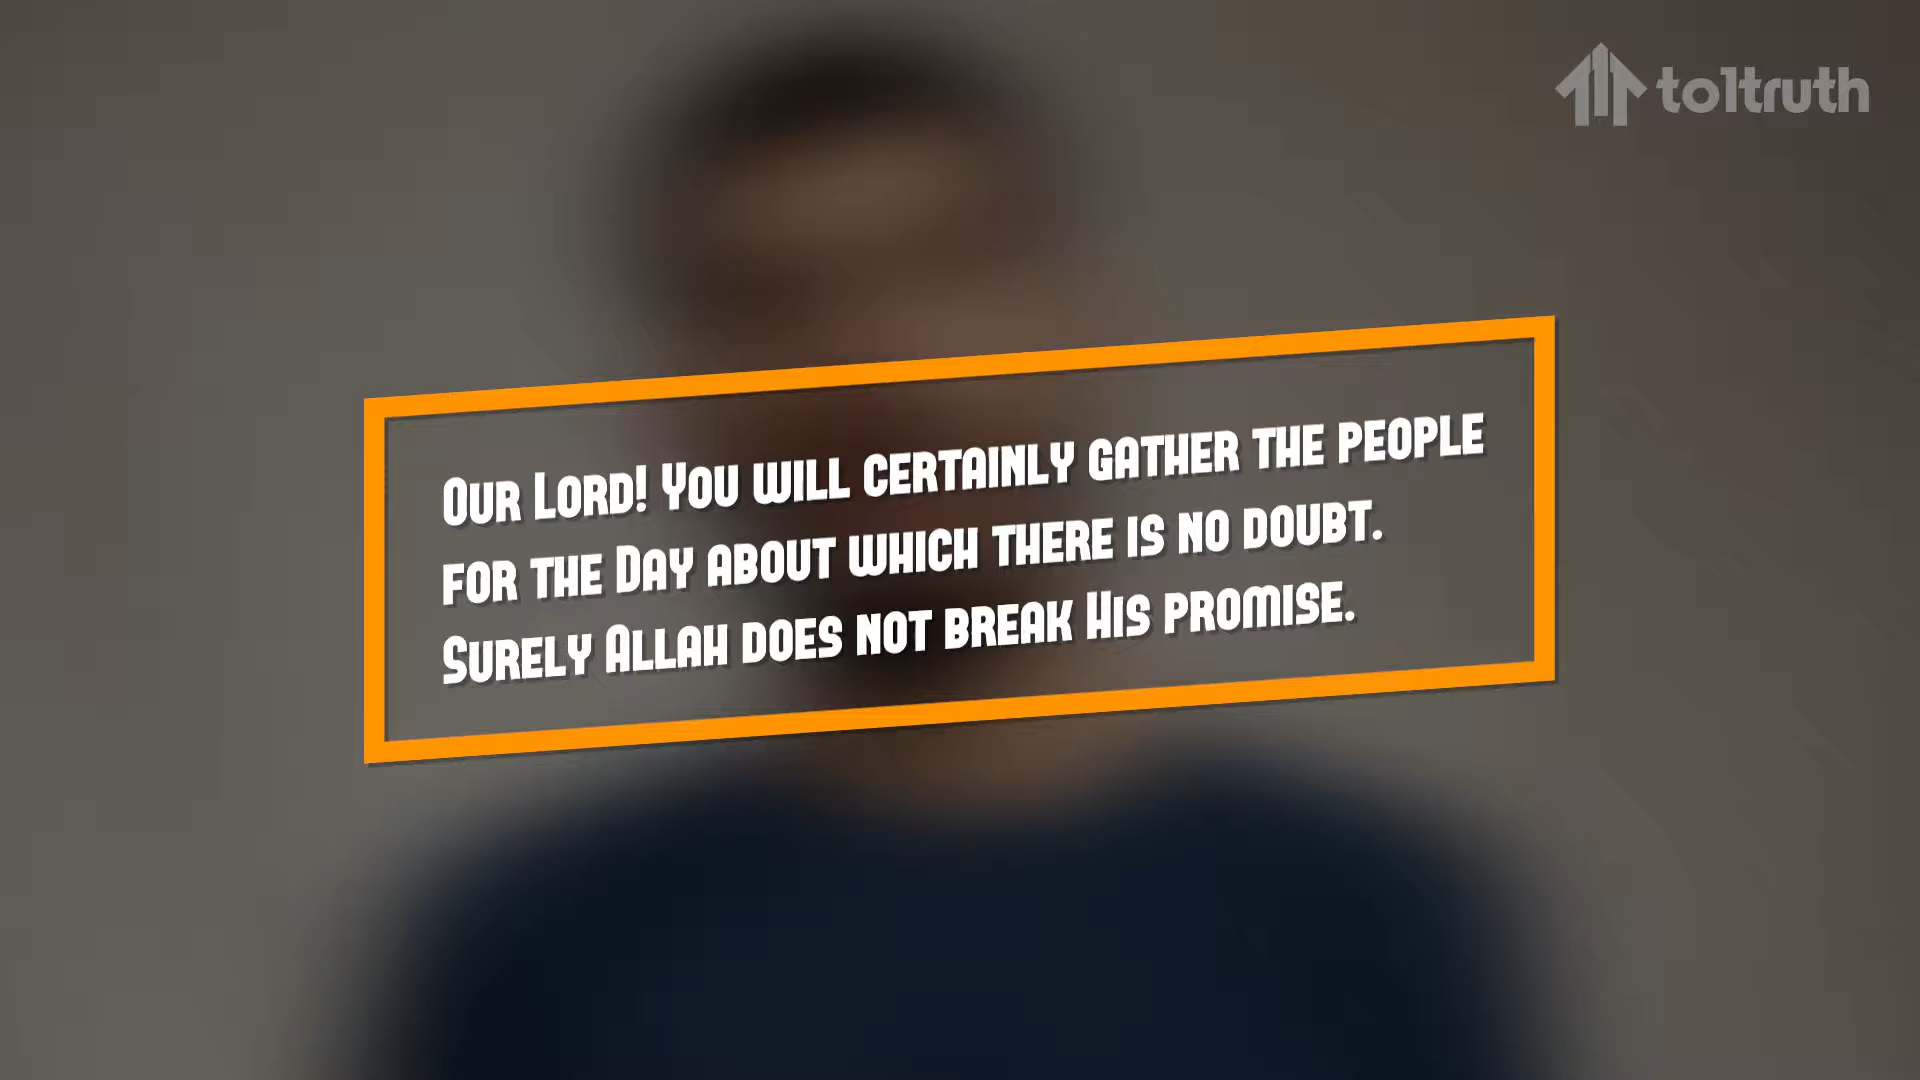 to1truth
Our Lord! You will certainly gather the people
for the Day about which there is no doubt.
Surely Allah does not break His promise.